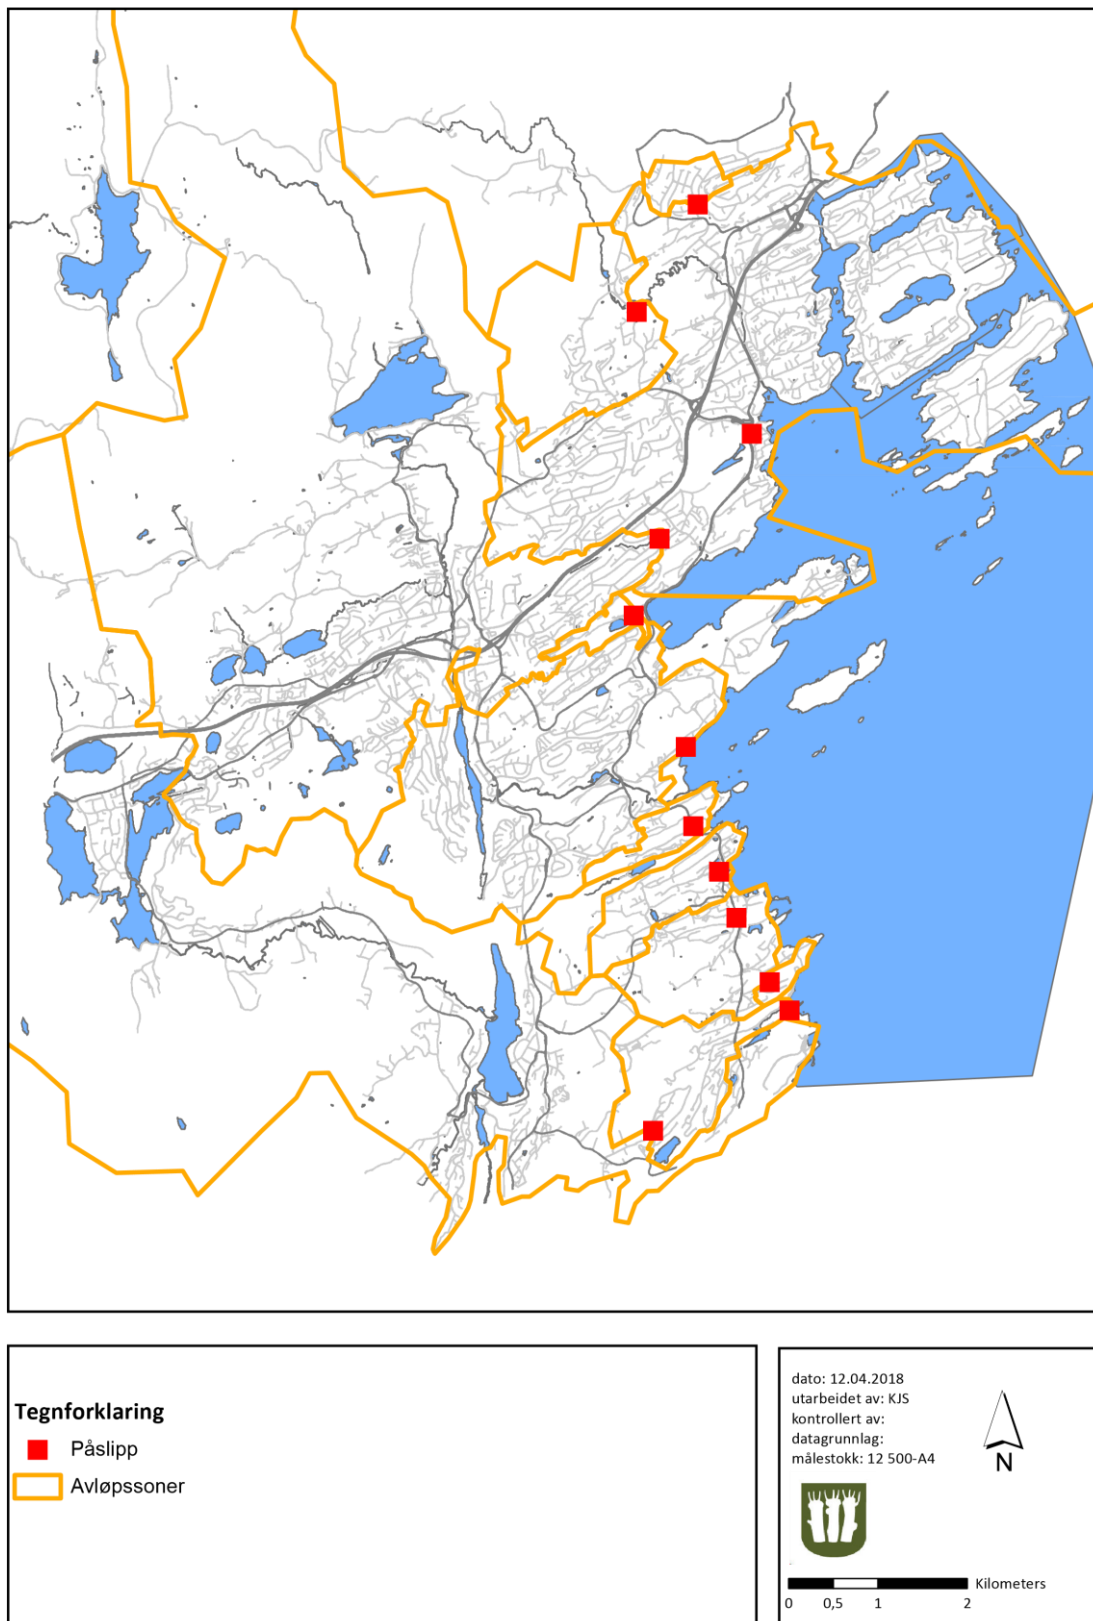 Tegnforklaring
Påslipp
Avløpssoner
dato: 12.04.2018
utarbeidet av: KJS
kontrollert av:
datagrunnlag:
målestokk: 12 500-A4
N
Kilometers
0 0,5 1 2